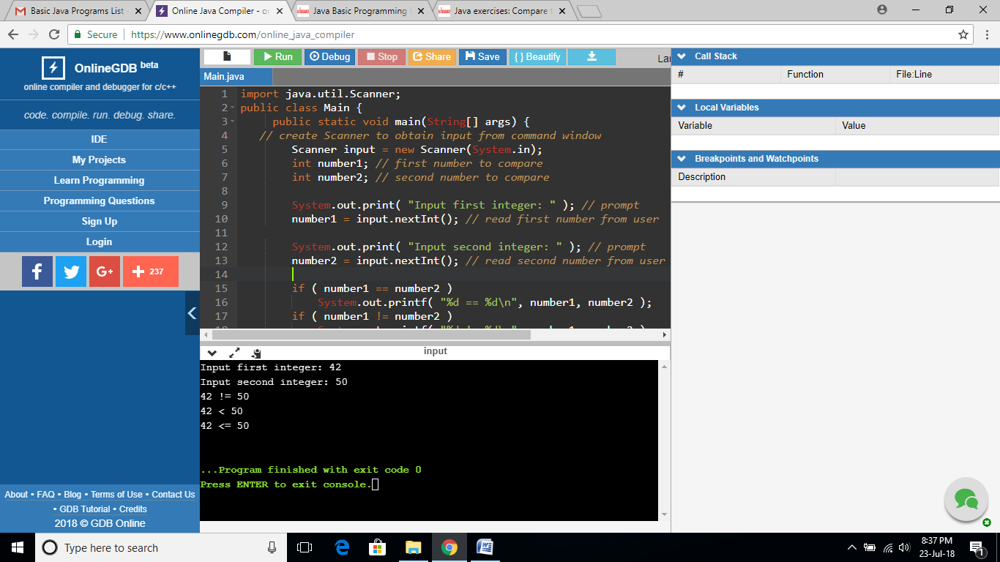 Basic Java Programs List
Online Java Compiler - on
Java Basic Programming
Java exercises: Compare t
Secure
https://www.onlinegdb.com/online_java_compiler
OnlineGDB beta
online compiler and debugger for c/c++
code. compile. run. debug. share.
IDE
My Projects
Learn Programming
Programming Questions
Sign Up
Login
f
G+
237
About • FAQ • Blog • Terms of Use • Contact Us
• GDB Tutorial • Credits
2018 © GDB Online
Run
Debug
Stop
Share
Save
{ } Beautify
Lar
Main.java
1 import java.util.Scanner;
2 public class Main {
3 public static void main(String[] args) {
4 // create Scanner to obtain input from command window
5 Scanner input = new Scanner(System.in);
6 int number1; // first number to compare
7 int number2; // second number to compare
8
9 System.out.print( "Input first integer: " ); // prompt
10 number1 = input.nextInt(); // read first number from user
11
12 System.out.print( "Input second integer: " ); // prompt
13 number2 = input.nextInt(); // read second number from user
14
15 if ( number1 == number2 )
16 System.out.printf( "%d == %d\n", number1, number2 );
17 if ( number1 != number2 )
input
Input first integer: 42
Input second integer: 50
42 != 50
42 < 50
42 <= 50
...Program finished with exit code 0
Press ENTER to exit console.
Call Stack
# Function File:Line
Local Variables
Variable Value
Breakpoints and Watchpoints
Description
Type here to search
8:37 PM
23-Jul-18
1